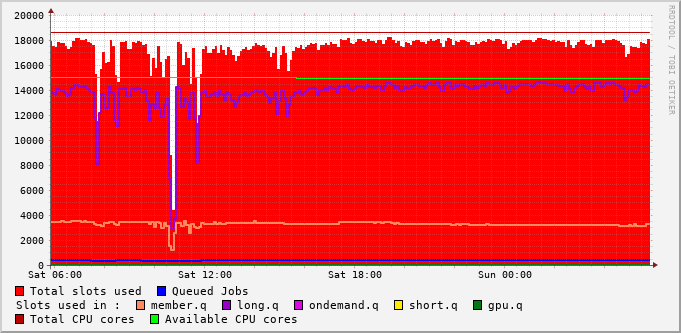 RRDTOOL / TOBI OETIKER
20000
18000
16000
14000
12000
10000
8000
6000
4000
2000
0
Sat 06:00 Sat 12:00 Sat 18:00 Sun 00:00
Total slots used Queued Jobs
Slots used in : member.q long.q ondemand.q short.q gpu.q
Total CPU cores Available CPU cores